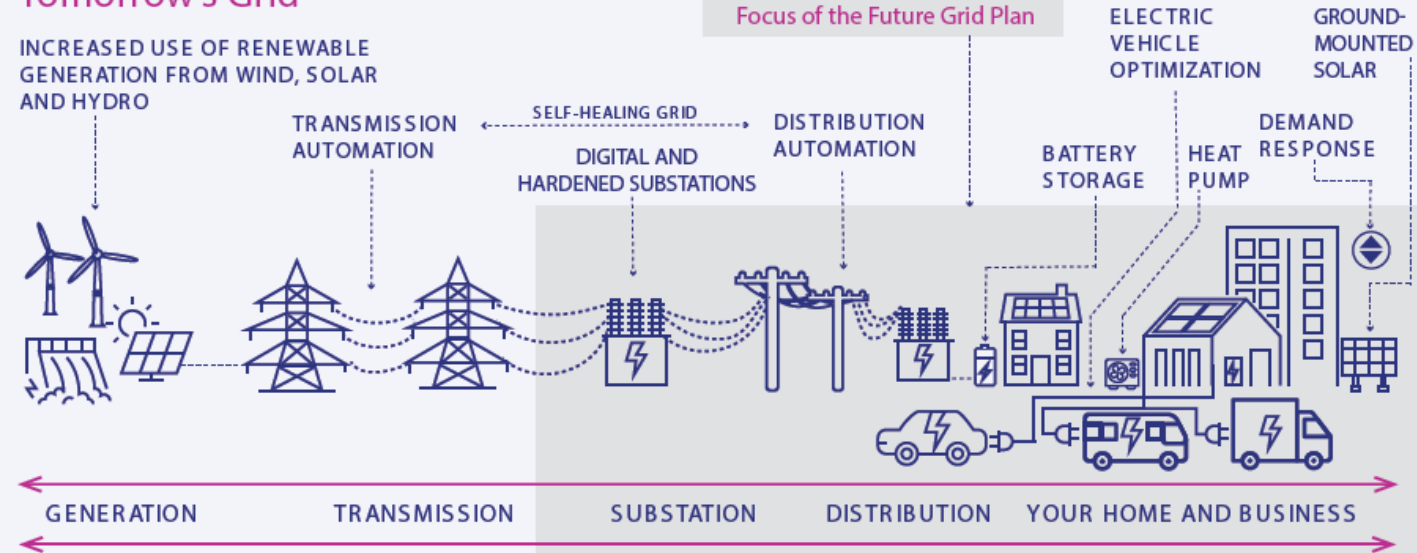 Tomorrow's Grid
Focus of the Future Grid Plan
INCREASED USE OF RENEWABLE
GENERATION FROM WIND, SOLAR
AND HYDRO
TRANSMISSION
AUTOMATION
SELF-HEALING GRID
DIGITAL AND
HARDENED SUBSTATIONS
DISTRIBUTION
AUTOMATION
BATTERY
STORAGE
ELECTRIC
VEHICLE
OPTIMIZATION
HEAT
PUMP
DEMAND
RESPONSE
GROUND-
MOUNTED
SOLAR
GENERATION
TRANSMISSION
SUBSTATION
DISTRIBUTION
YOUR HOME AND BUSINESS